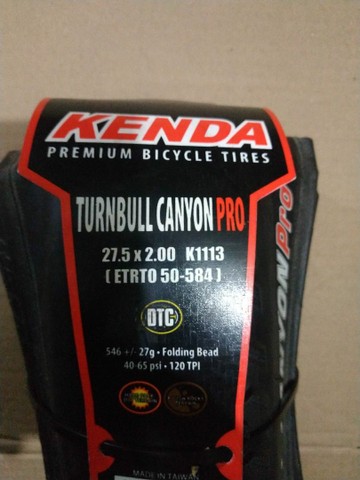 KENDA
PREMIUM BICYCLE TIRES
TURNBULL CANYON PRO
27.5 x 2.00 K1113
( ETRTO 50-584 )
DTC
546 +/- 27g • Folding Bead
40-65 psi • 120 TPI
MADE IN TAIWAN
Pro